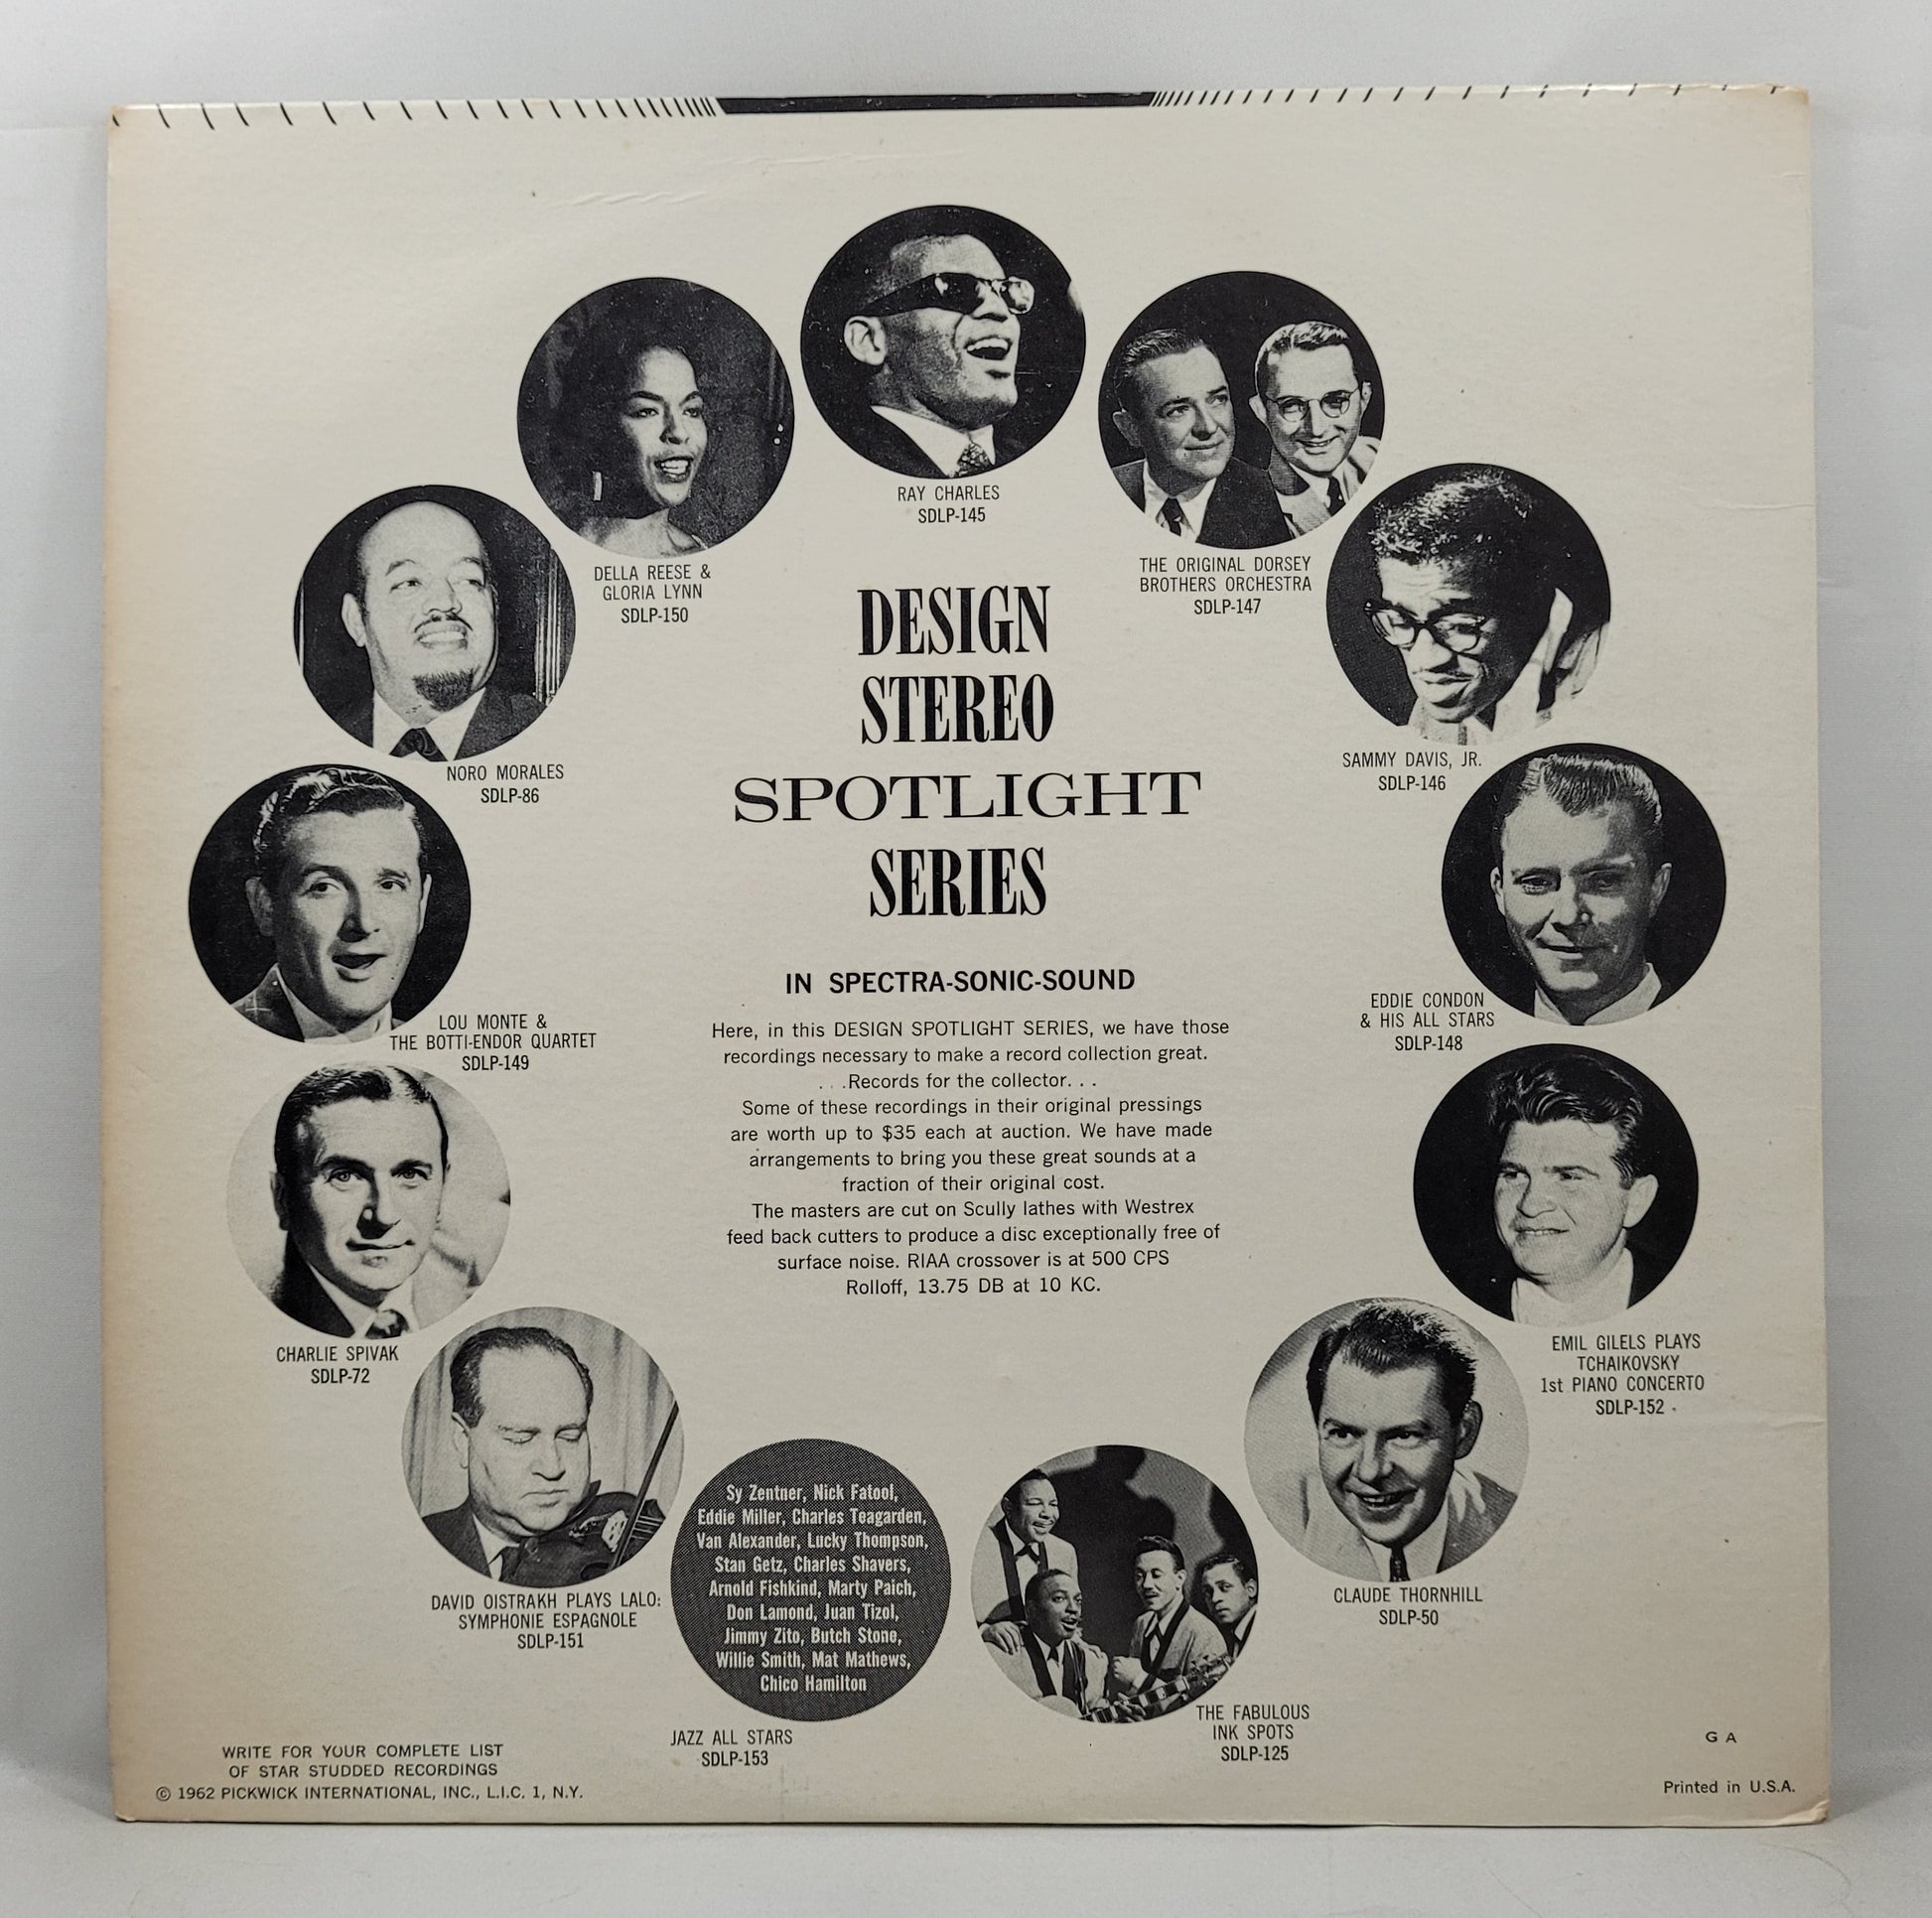 RAY CHARLES
SDLP-145
DELLA REESE &
GLORIA LYNN
SDLP-150
THE ORIGINAL DORSEY
BROTHERS ORCHESTRA
SDLP-147
NORO MORALES
SDLP-86
SAMMY DAVIS, JR.
SDLP-146
DESIGN
STEREO
SPOTLIGHT
SERIES
IN SPECTRA-SONIC-SOUND
Here, in this DESIGN SPOTLIGHT SERIES, we have those
recordings necessary to make a record collection great.
. . .Records for the collector. . .
Some of these recordings in their original pressings
are worth up to $35 each at auction. We have made
arrangements to bring you these great sounds at a
fraction of their original cost.
The masters are cut on Scully lathes with Westrex
feed back cutters to produce a disc exceptionally free of
surface noise. RIAA crossover is at 500 CPS
Rolloff, 13.75 DB at 10 KC.
LOU MONTE &
THE BOTTI-ENDOR QUARTET
SDLP-149
EDDIE CONDON
& HIS ALL STARS
SDLP-148
CHARLIE SPIVAK
SDLP-72
EMIL GILELS PLAYS
TCHAIKOVSKY
1st PIANO CONCERTO
SDLP-152
DAVID OISTRAKH PLAYS LALO:
SYMPHONIE ESPAGNOLE
SDLP-151
Sy Zentner, Nick Fatool,
Eddie Miller, Charles Teagarden,
Van Alexander, Lucky Thompson,
Stan Getz, Charles Shavers,
Arnold Fishkind, Marty Paich,
Don Lamond, Juan Tizol,
Jimmy Zito, Butch Stone,
Willie Smith, Mat Mathews,
Chico Hamilton
JAZZ ALL STARS
SDLP-153
THE FABULOUS
INK SPOTS
SDLP-125
CLAUDE THORNHILL
SDLP-50
WRITE FOR YOUR COMPLETE LIST
OF STAR STUDDED RECORDINGS
© 1962 PICKWICK INTERNATIONAL, INC., L.I.C. 1, N.Y.
G A
Printed in U.S.A.